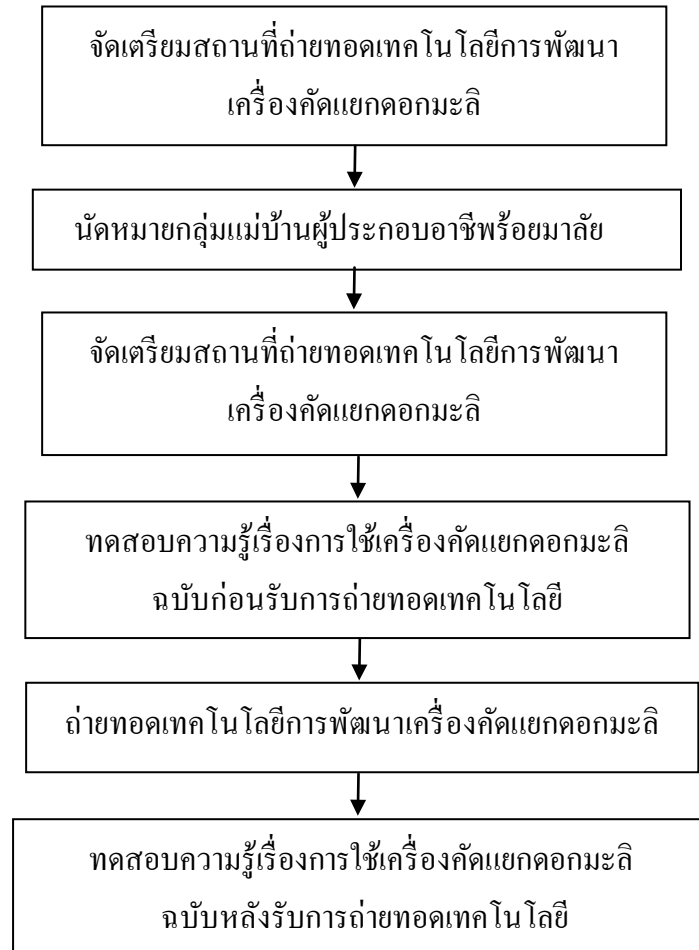 จัดเตรียมสถานที่ถ่ายทอดเทคโนโลยีการพัฒนา
เครื่องคัดแยกดอกมะลิ
นัดหมายกลุ่มแม่บ้านผู้ประกอบอาชีพร้อยมาลัย
จัดเตรียมสถานที่ถ่ายทอดเทคโนโลยีการพัฒนา
เครื่องคัดแยกดอกมะลิ
ทดสอบความรู้เรื่องการใช้เครื่องคัดแยกดอกมะลิ
ฉบับก่อนรับการถ่ายทอดเทคโนโลยี
ถ่ายทอดเทคโนโลยีการพัฒนาเครื่องคัดแยกดอกมะลิ
ทดสอบความรู้เรื่องการใช้เครื่องคัดแยกดอกมะลิ
ฉบับหลังรับการถ่ายทอดเทคโนโลยี